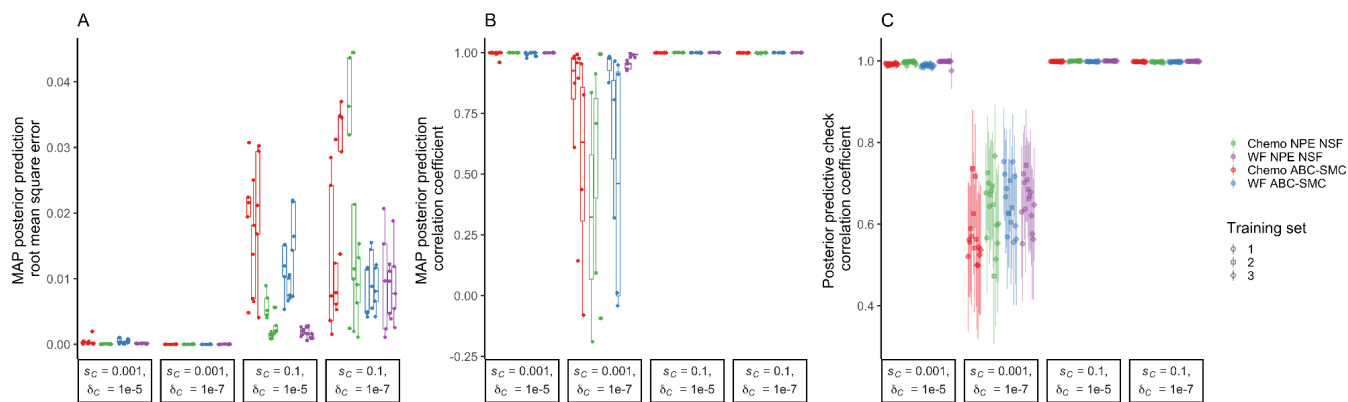 A
MAP posterior prediction
root mean square error
0.04
0.03
0.02
0.01
0.00
s_C = 0.001,
δ_C = 1e-5
s_C = 0.001,
δ_C = 1e-7
s_C = 0.1,
δ_C = 1e-5
s_C = 0.1,
δ_C = 1e-7
B
MAP posterior prediction
correlation coefficient
1.00
0.75
0.50
0.25
0.00
-0.25
s_C = 0.001,
δ_C = 1e-5
s_C = 0.001,
δ_C = 1e-7
s_C = 0.1,
δ_C = 1e-5
s_C = 0.1,
δ_C = 1e-7
C
Posterior predictive check
correlation coefficient
1.0
0.8
0.6
0.4
s_C = 0.001,
δ_C = 1e-5
s_C = 0.001,
δ_C = 1e-7
s_C = 0.1,
δ_C = 1e-5
s_C = 0.1,
δ_C = 1e-7
Chemo NPE NSF
WF NPE NSF
Chemo ABC-SMC
WF ABC-SMC
Training set
1
2
3